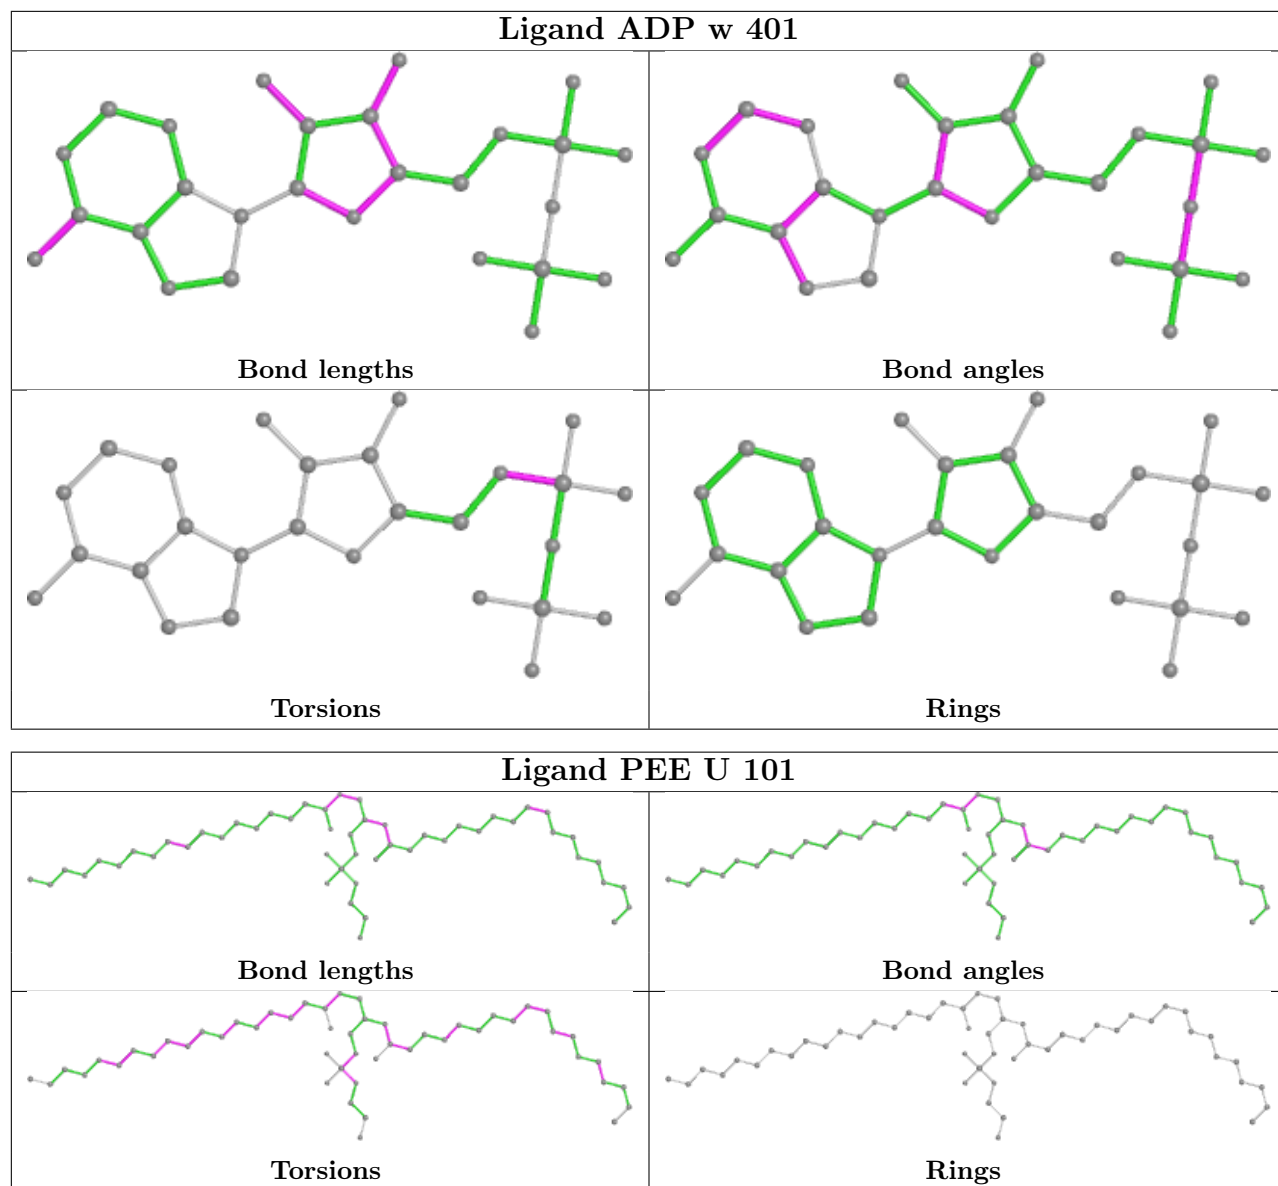 Ligand ADP w 401
Bond lengths
Bond angles
Torsions
Rings
Ligand PEE U 101
Bond lengths
Bond angles
Torsions
Rings